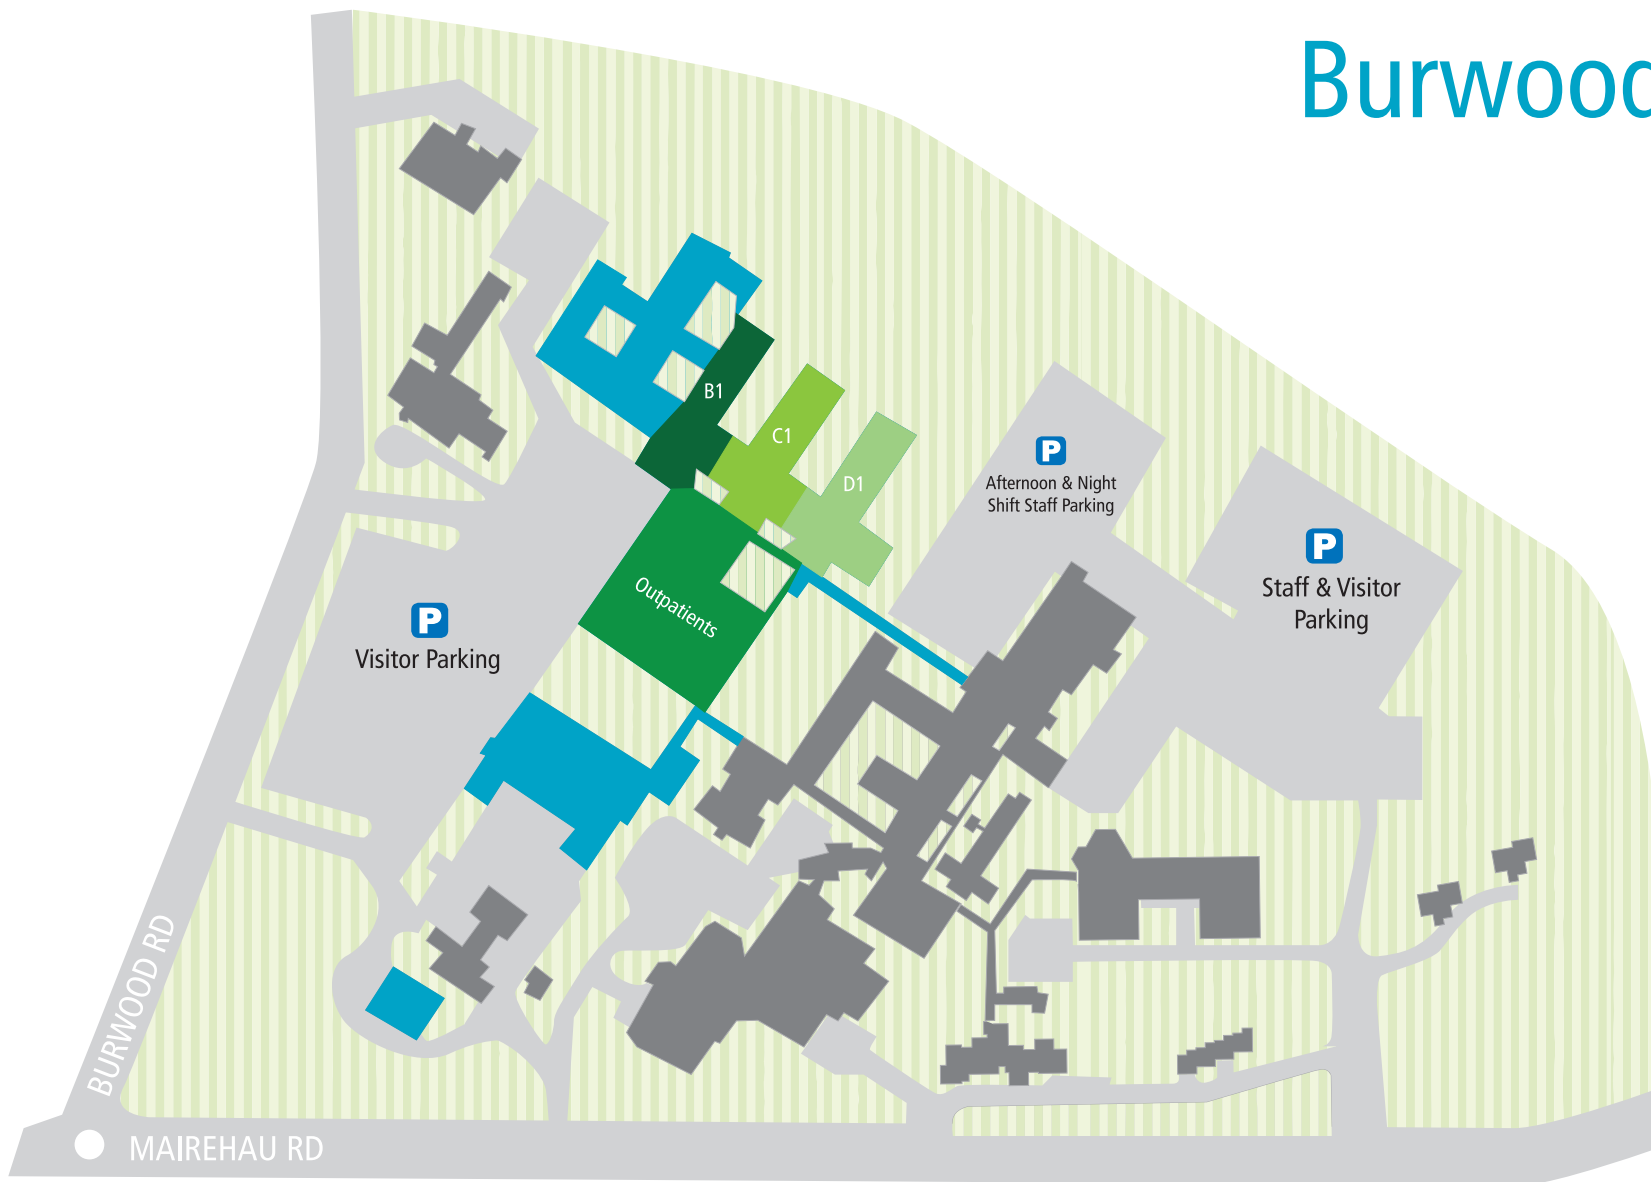 Burwood
B1
C1
D1
P
Afternoon & Night
Shift Staff Parking
P
Staff & Visitor
Parking
Outpatients
P
Visitor Parking
BURWOOD RD
MAIREHAU RD